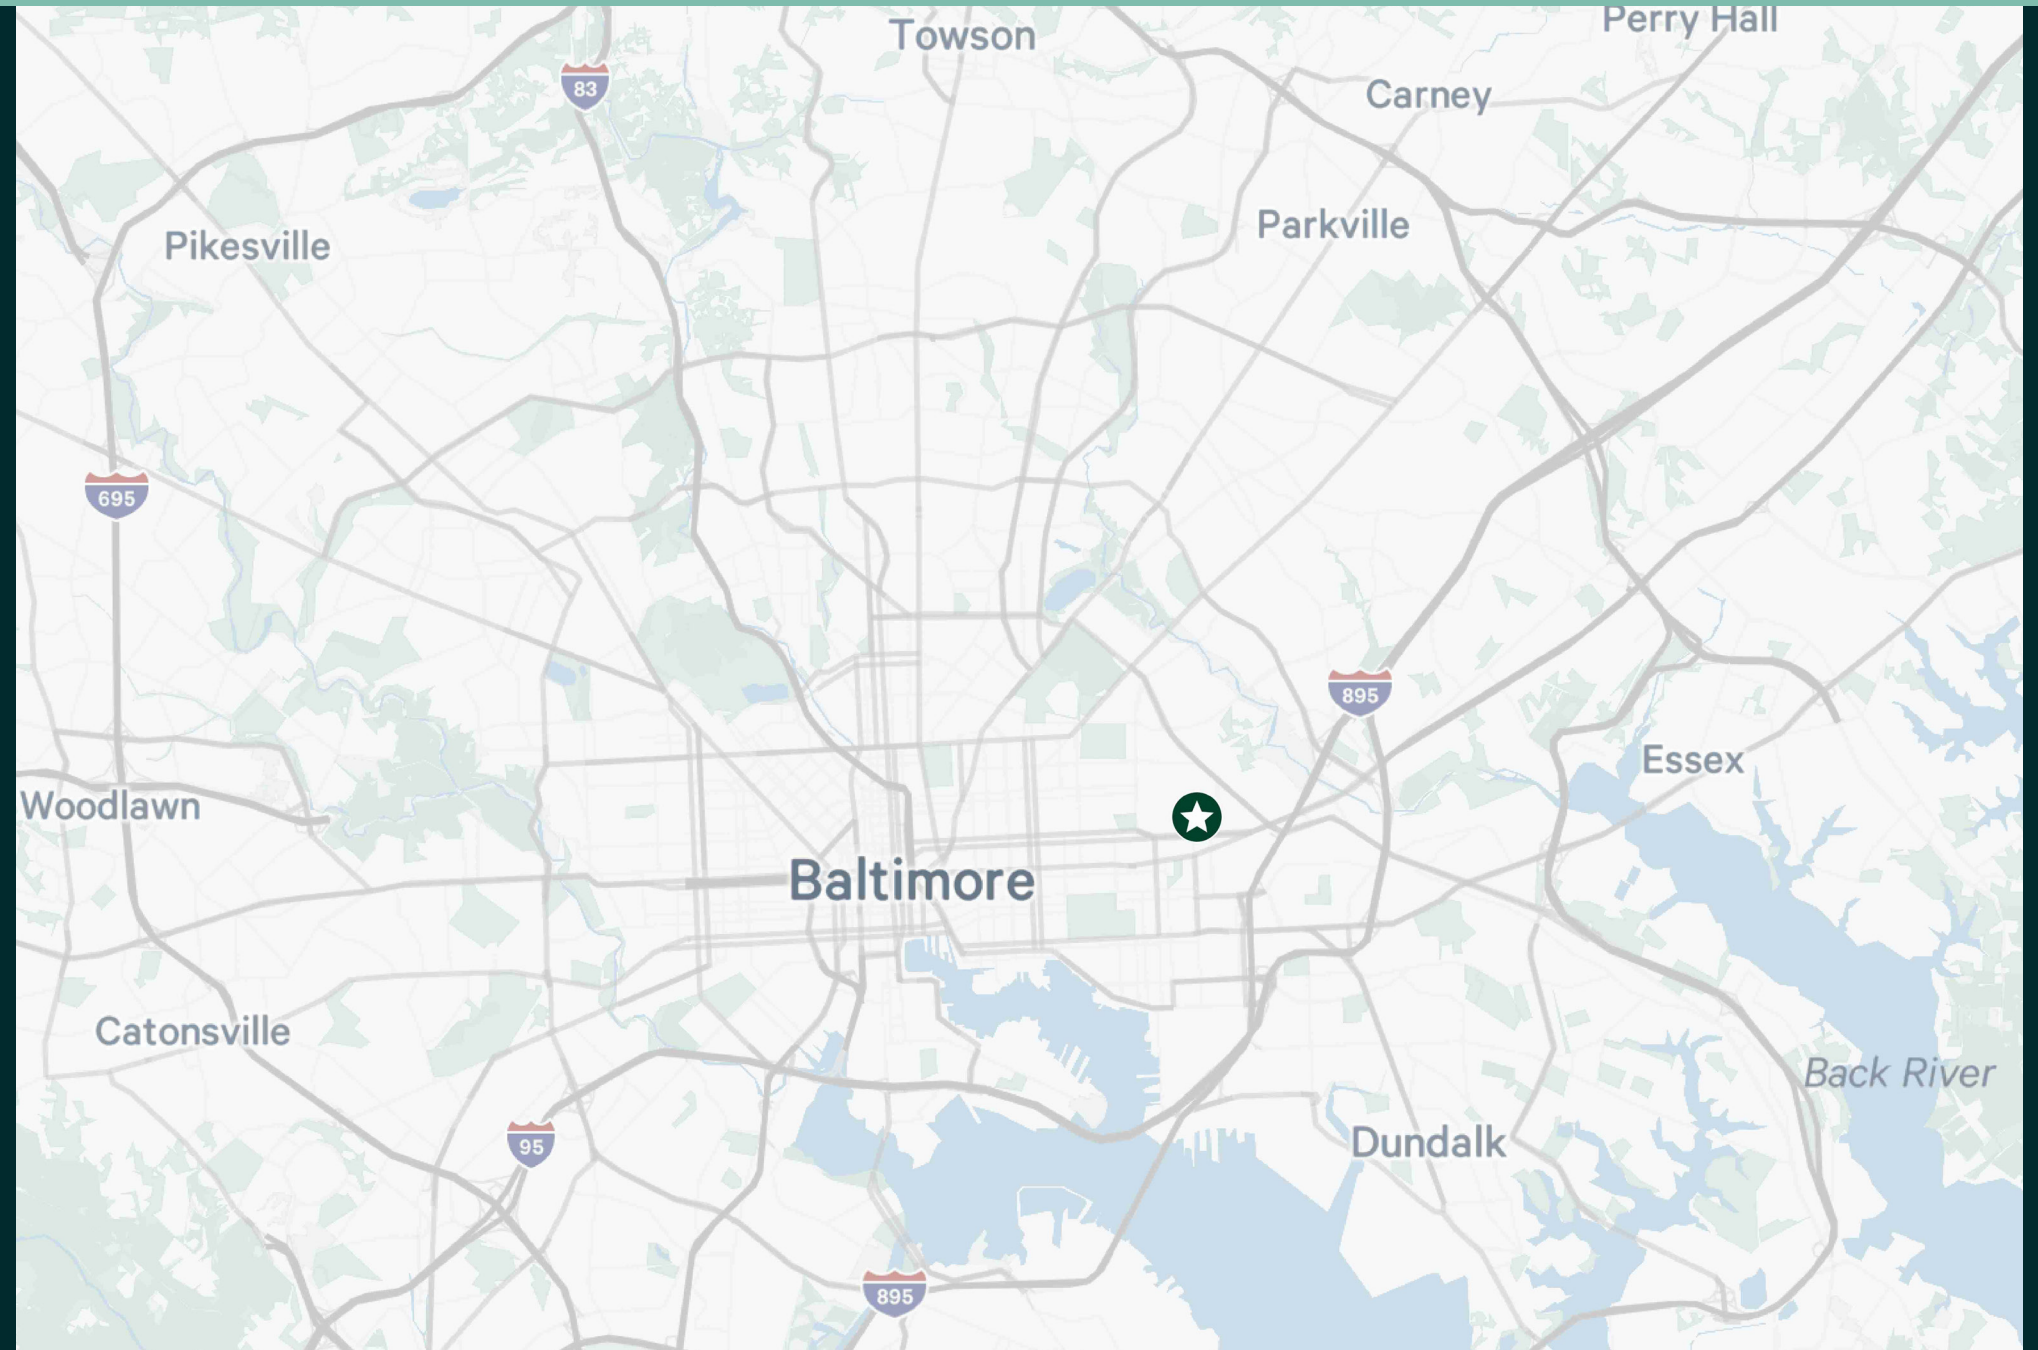 Perry Hall
Towson
83
Carney
Parkville
Pikesville
695
895
Essex
Woodlawn
Baltimore
Catonsville
Back River
95
Dundalk
895